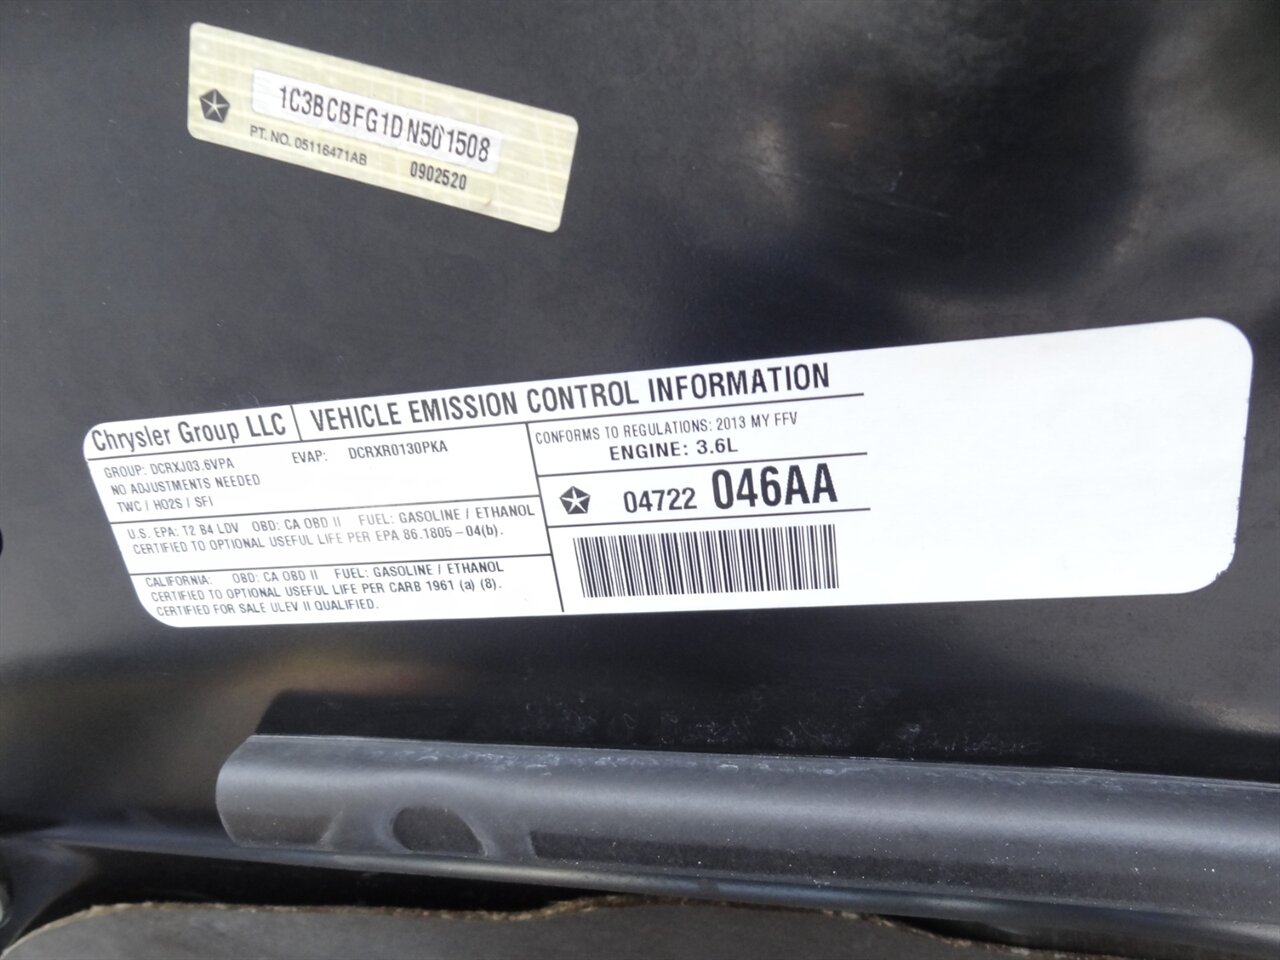 1C3BCBFG1DN501508
PT. NO. 05116471AB 0902520
Chrysler Group LLC VEHICLE EMISSION CONTROL INFORMATION
GROUP: DCRXJ03.6VPA EVAP: DCRXR0130PKA
NO ADJUSTMENTS NEEDED
TWC / HO2S / SFI
CONFORMS TO REGULATIONS: 2013 MY FFV
ENGINE: 3.6L
04722 046AA
U.S. EPA: T2 B4 LDV OBD: CA OBD II FUEL: GASOLINE / ETHANOL
CERTIFIED TO OPTIONAL USEFUL LIFE PER EPA 86.1805-04(b).
CALIFORNIA: OBD: CA OBD II FUEL: GASOLINE / ETHANOL
CERTIFIED TO OPTIONAL USEFUL LIFE PER CARB 1961 (a) (8).
CERTIFIED FOR SALE ULEV II QUALIFIED.